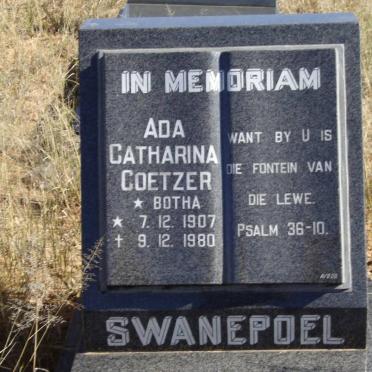 IN MEMORIAM
ADA
CATHARINA
COETZER
* BOTHA
* 7. 12. 1907
† 9. 12. 1980
WANT BY U IS
DIE FONTEIN VAN
DIE LEWE.
PSALM 36-10.
SWANEPOEL